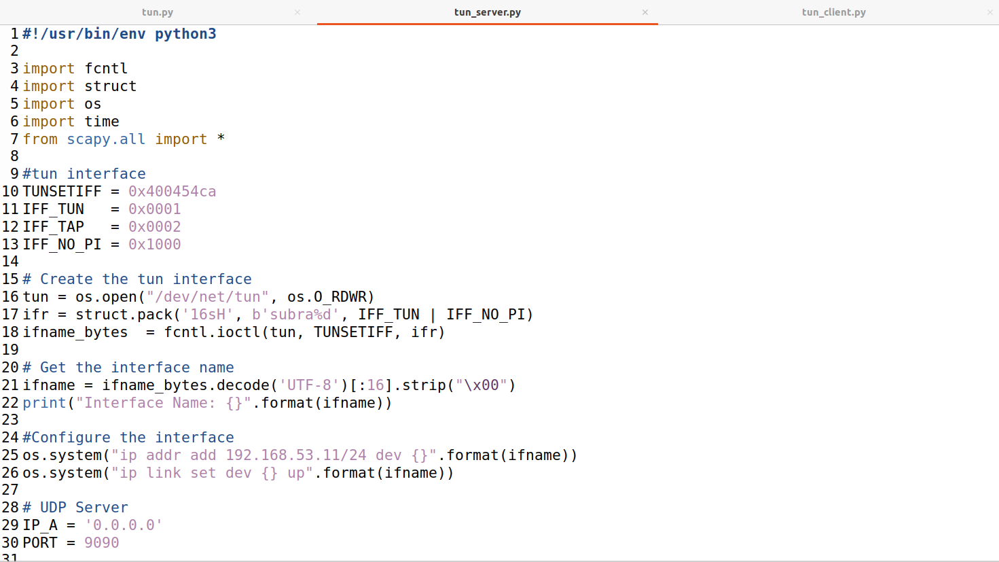 tun.py × tun_server.py × tun_client.py ×
1 #!/usr/bin/env python3
2
3 import fcntl
4 import struct
5 import os
6 import time
7 from scapy.all import *
8
9 #tun interface
10 TUNSETIFF = 0x400454ca
11 IFF_TUN   = 0x0001
12 IFF_TAP   = 0x0002
13 IFF_NO_PI = 0x1000
14
15 # Create the tun interface
16 tun = os.open("/dev/net/tun", os.O_RDWR)
17 ifr = struct.pack('16sH', b'subra%d', IFF_TUN | IFF_NO_PI)
18 ifname_bytes  = fcntl.ioctl(tun, TUNSETIFF, ifr)
19
20 # Get the interface name
21 ifname = ifname_bytes.decode('UTF-8')[:16].strip("\x00")
22 print("Interface Name: {}".format(ifname))
23
24 #Configure the interface
25 os.system("ip addr add 192.168.53.11/24 dev {}".format(ifname))
26 os.system("ip link set dev {} up".format(ifname))
27
28 # UDP Server
29 IP_A = '0.0.0.0'
30 PORT = 9090
31